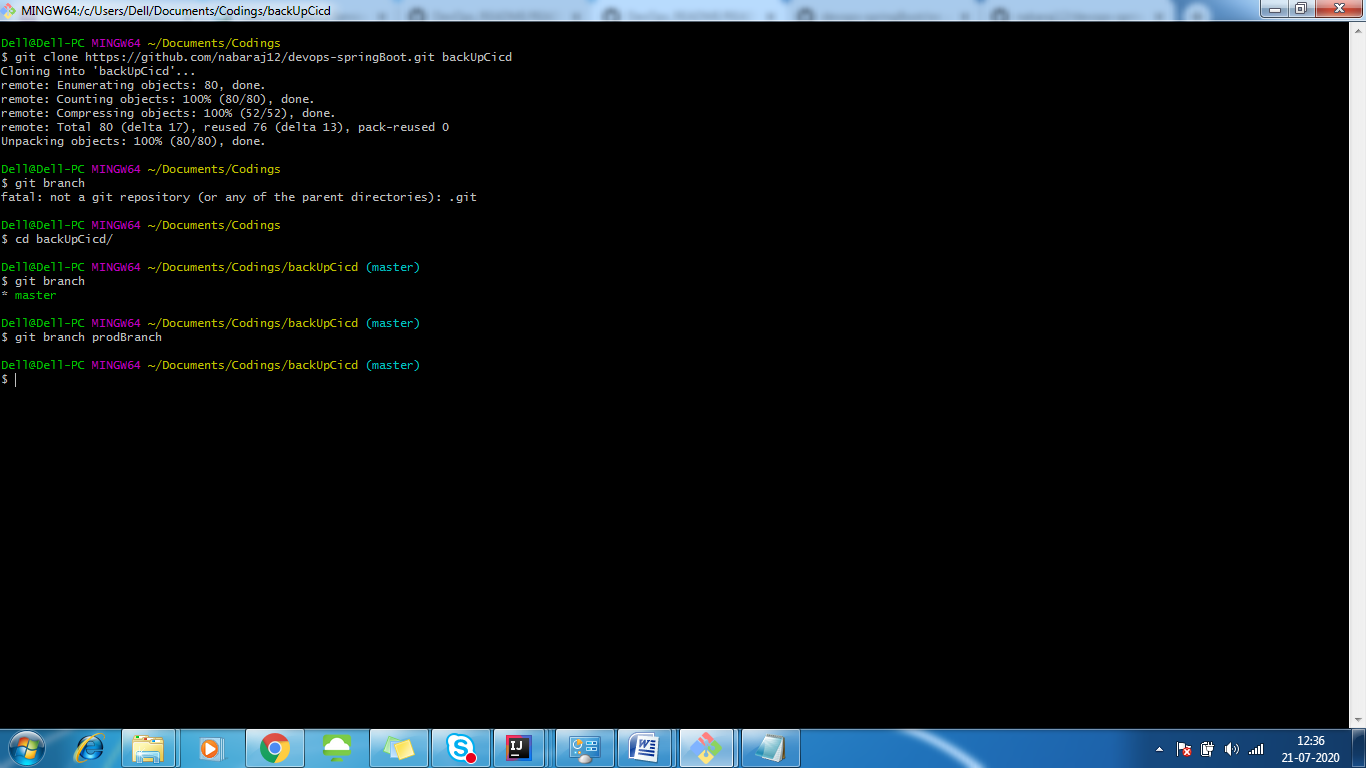 MINGW64:/c/Users/Dell/Documents/Codings/backUpCicd
Dell@Dell-PC MINGW64 ~/Documents/Codings
$ git clone https://github.com/nabaraj12/devops-springBoot.git backUpCicd
Cloning into 'backUpCicd'...
remote: Enumerating objects: 80, done.
remote: Counting objects: 100% (80/80), done.
remote: Compressing objects: 100% (52/52), done.
remote: Total 80 (delta 17), reused 76 (delta 13), pack-reused 0
Unpacking objects: 100% (80/80), done.
Dell@Dell-PC MINGW64 ~/Documents/Codings
$ git branch
fatal: not a git repository (or any of the parent directories): .git
Dell@Dell-PC MINGW64 ~/Documents/Codings
$ cd backUpCicd/
Dell@Dell-PC MINGW64 ~/Documents/Codings/backUpCicd (master)
$ git branch
* master
Dell@Dell-PC MINGW64 ~/Documents/Codings/backUpCicd (master)
$ git branch prodBranch
Dell@Dell-PC MINGW64 ~/Documents/Codings/backUpCicd (master)
$
12:36
21-07-2020